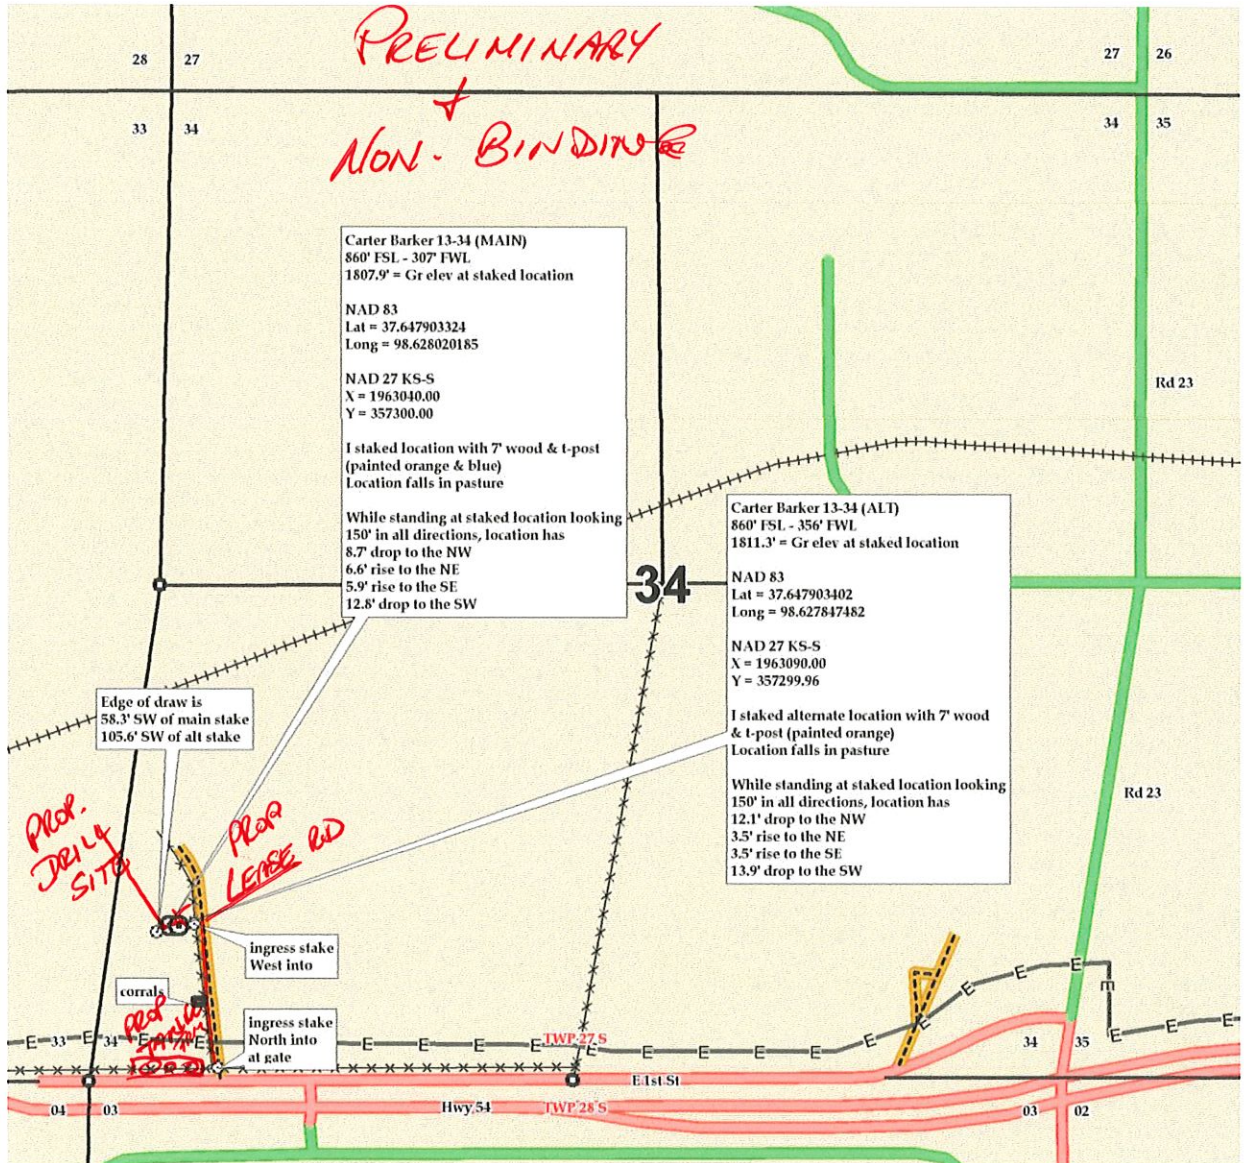 28 27
27 26
33 34
34 35
PRELIMINARY
+
NON. BINDING
Carter Barker 13-34 (MAIN)
860' FSL - 307' FWL
1807.9' = Gr elev at staked location
NAD 83
Lat = 37.647903324
Long = 98.628020185
NAD 27 KS-S
X = 1963040.00
Y = 357300.00
I staked location with 7' wood & t-post
(painted orange & blue)
Location falls in pasture
While standing at staked location looking
150' in all directions, location has
8.7' drop to the NW
6.6' rise to the NE
5.9' rise to the SE
12.8' drop to the SW
Rd 23
34
Carter Barker 13-34 (ALT)
860' FSL - 356' FWL
1811.3' = Gr elev at staked location
NAD 83
Lat = 37.647903402
Long = 98.627847482
NAD 27 KS-S
X = 1963090.00
Y = 357299.96
I staked alternate location with 7' wood
& t-post (painted orange)
Location falls in pasture
While standing at staked location looking
150' in all directions, location has
12.1' drop to the NW
3.5' rise to the NE
3.5' rise to the SE
13.9' drop to the SW
Edge of draw is
58.3' SW of main stake
105.6' SW of alt stake
Rd 23
PROP.
DRILL
SITE
PROP
LEASE RD
ingress stake
West into
corrals
PROP
ingress stake
North into
at gate
E 33 E 34 E E E E E E E E E E E E E E E
TWP 27 S
34 35
E 1st St
04 03
Hwy 54
TWP 28 S
03 02